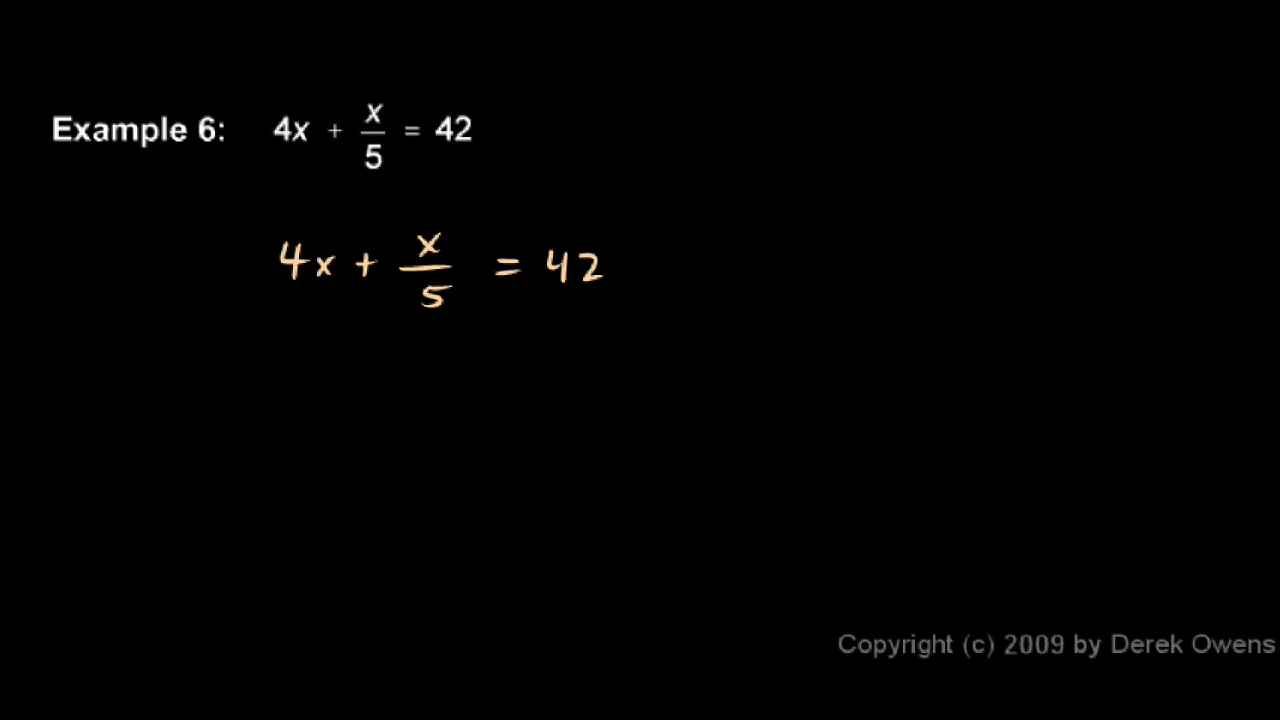 Example 6: 4x + x/5 = 42
4x + x/5 = 42
Copyright (c) 2009 by Derek Owens